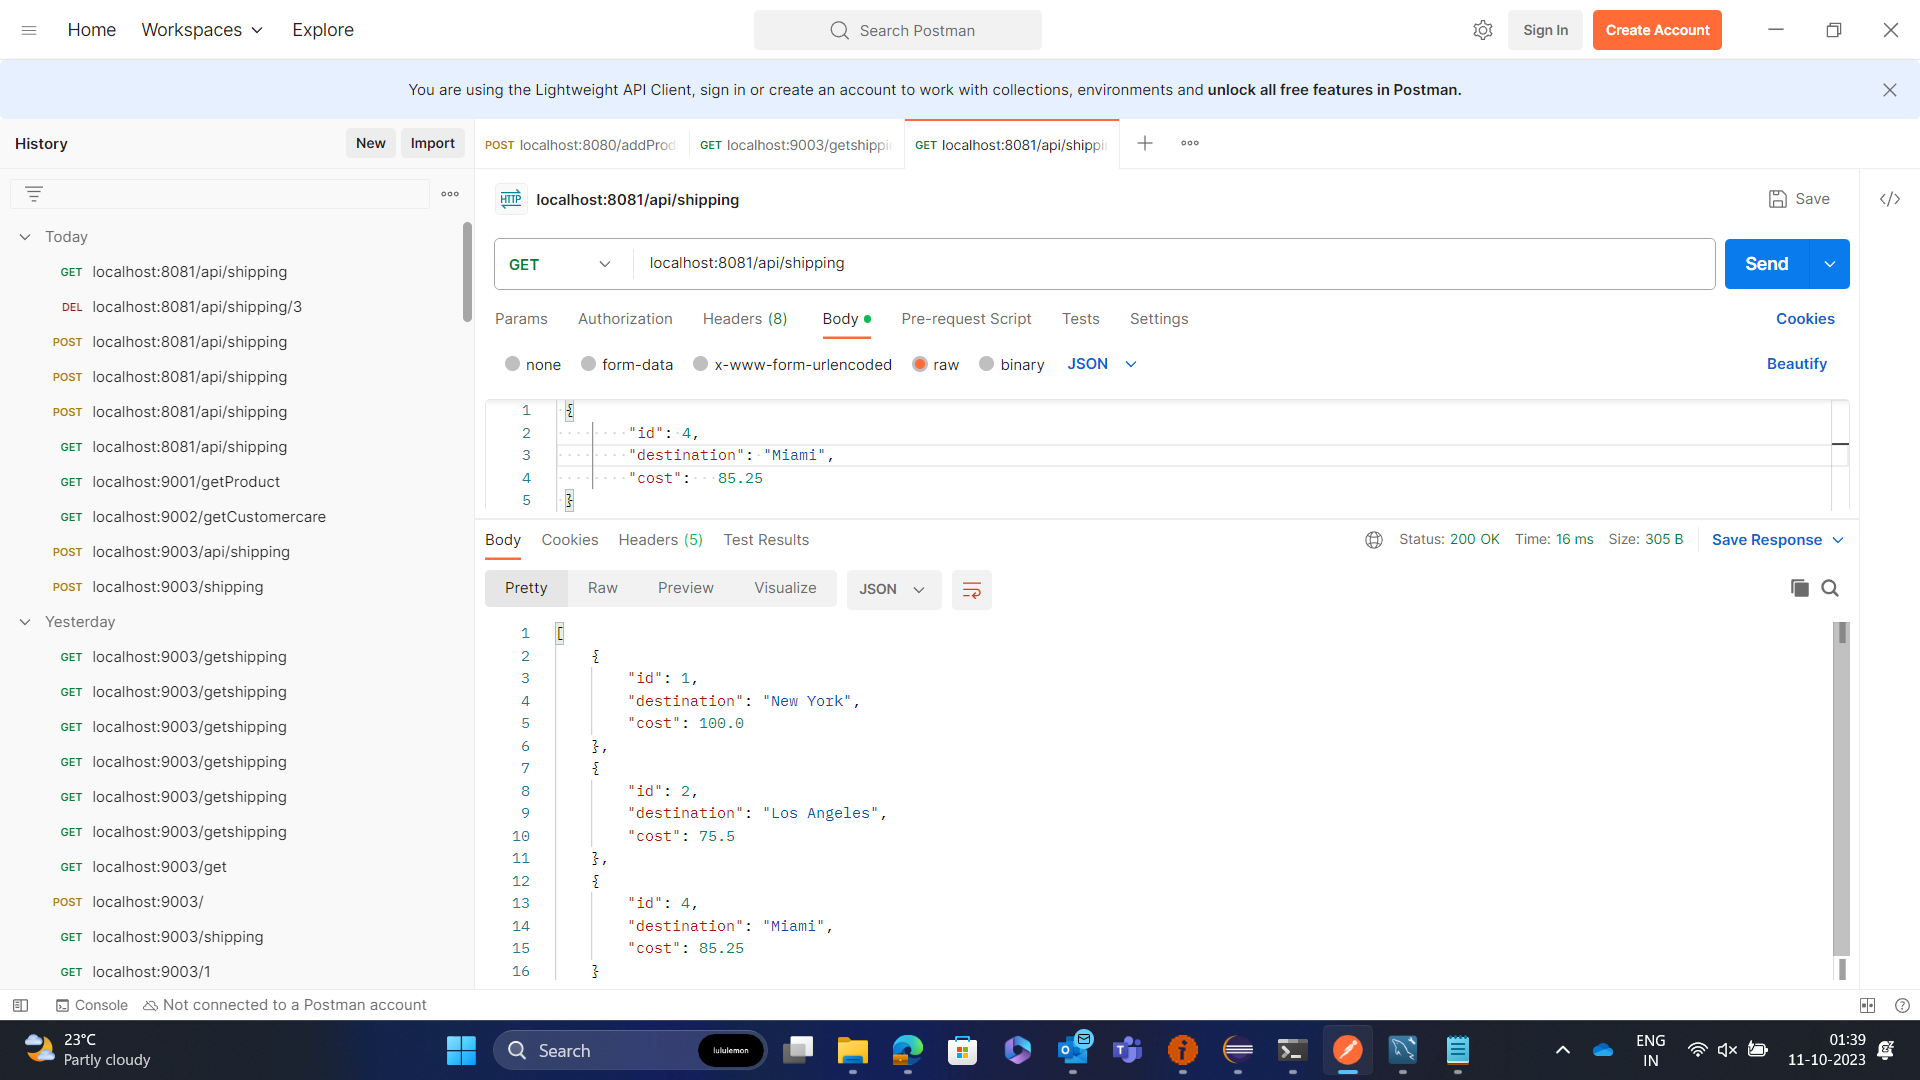 Home Workspaces Explore Search Postman Sign In Create Account
You are using the Lightweight API Client, sign in or create an account to work with collections, environments and unlock all free features in Postman.
History New Import
POST localhost:8080/addProd GET localhost:9003/getshippi GET localhost:8081/api/shippi
HTTP localhost:8081/api/shipping Save </>
Today
GET localhost:8081/api/shipping
DEL localhost:8081/api/shipping/3
POST localhost:8081/api/shipping
POST localhost:8081/api/shipping
POST localhost:8081/api/shipping
GET localhost:8081/api/shipping
GET localhost:9001/getProduct
GET localhost:9002/getCustomercare
POST localhost:9003/api/shipping
POST localhost:9003/shipping
Yesterday
GET localhost:9003/getshipping
GET localhost:9003/getshipping
GET localhost:9003/getshipping
GET localhost:9003/getshipping
GET localhost:9003/getshipping
GET localhost:9003/getshipping
GET localhost:9003/get
POST localhost:9003/
GET localhost:9003/shipping
GET localhost:9003/1
GET localhost:8081/api/shipping Send
Params Authorization Headers (8) Body Pre-request Script Tests Settings Cookies
none form-data x-www-form-urlencoded raw binary JSON Beautify
1 {
2 "id": 4,
3 "destination": "Miami",
4 "cost": 85.25
5 }
Body Cookies Headers (5) Test Results Status: 200 OK Time: 16 ms Size: 305 B Save Response
Pretty Raw Preview Visualize JSON
1 [
2 {
3 "id": 1,
4 "destination": "New York",
5 "cost": 100.0
6 },
7 {
8 "id": 2,
9 "destination": "Los Angeles",
10 "cost": 75.5
11 },
12 {
13 "id": 4,
14 "destination": "Miami",
15 "cost": 85.25
16 }
Console Not connected to a Postman account
23°C
Partly cloudy
Search lululemon
ENG
IN
01:39
11-10-2023